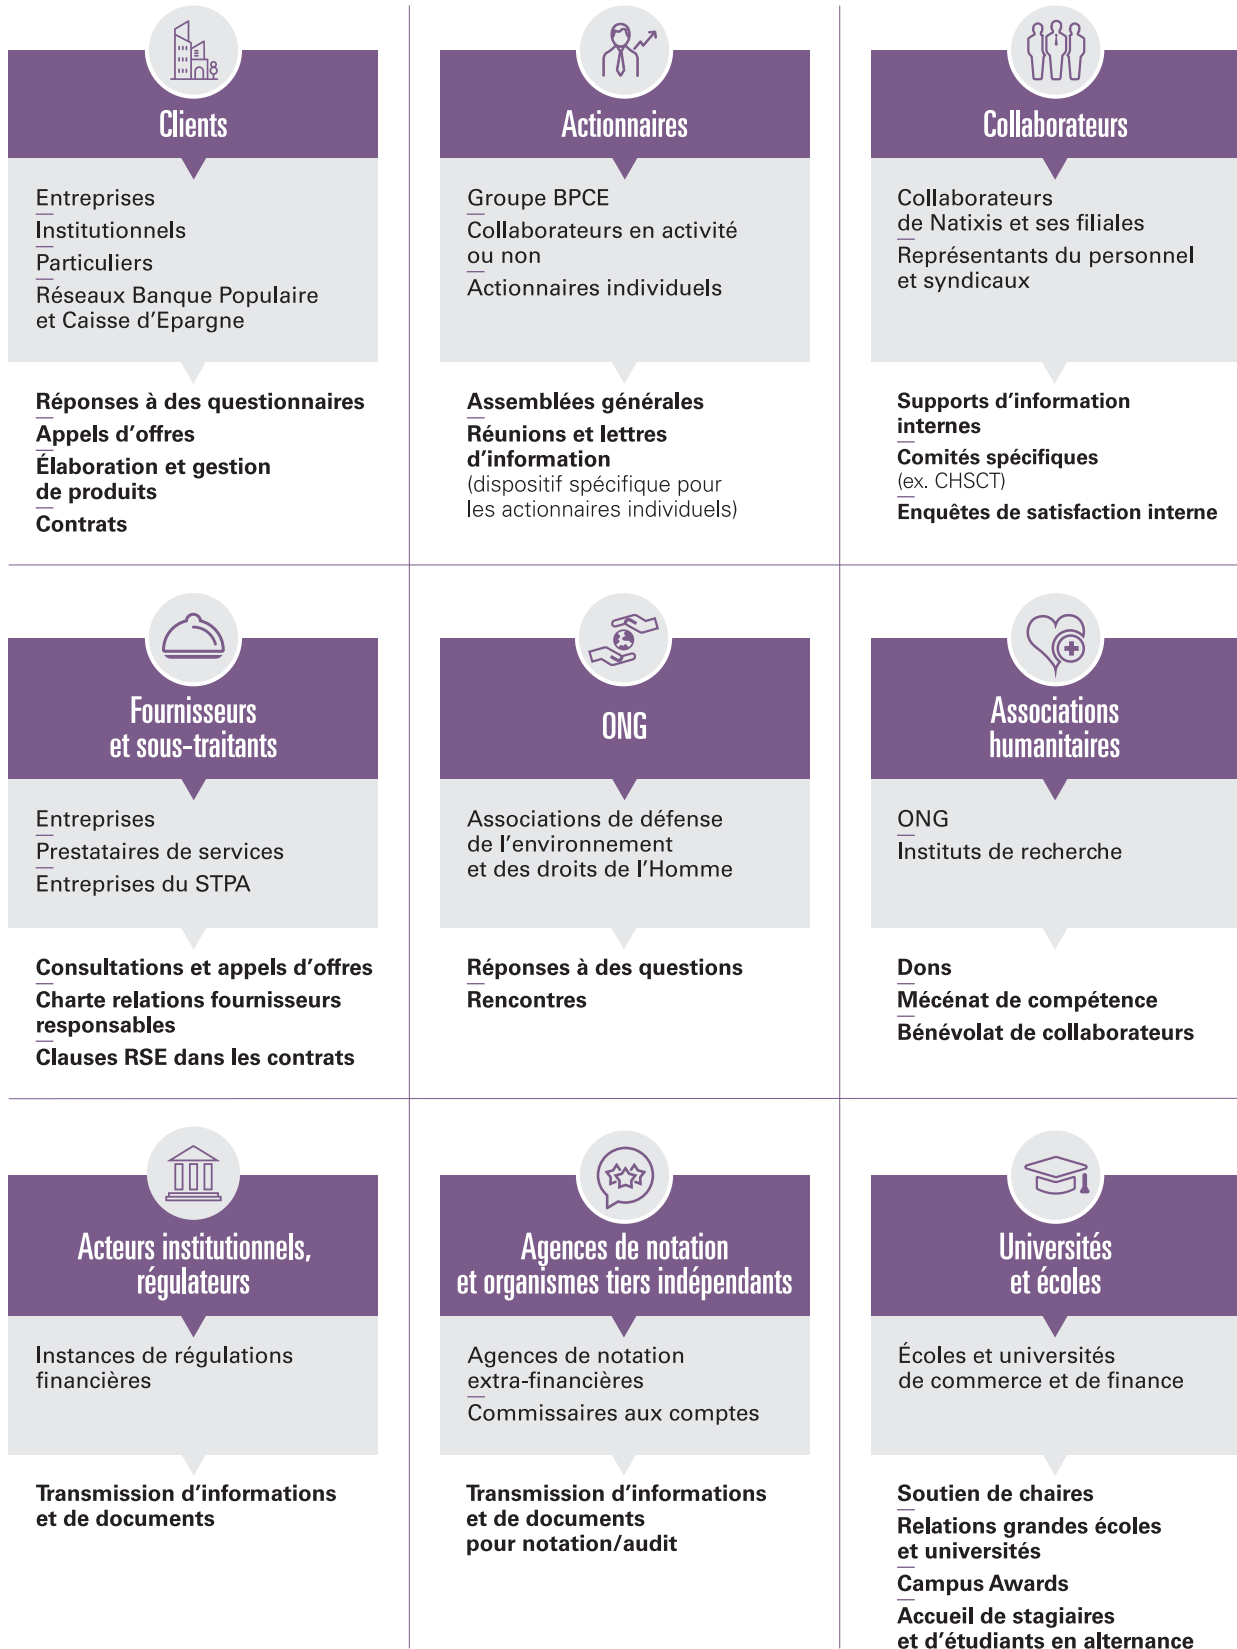 Clients
Entreprises
Institutionnels
Particuliers
Réseaux Banque Populaire
et Caisse d’Epargne
Réponses à des questionnaires
Appels d’offres
Élaboration et gestion
de produits
Contrats
Actionnaires
Groupe BPCE
Collaborateurs en activité
ou non
Actionnaires individuels
Assemblées générales
Réunions et lettres
d’information
(dispositif spécifique pour
les actionnaires individuels)
Collaborateurs
Collaborateurs
de Natixis et ses filiales
Représentants du personnel
et syndicaux
Supports d’information
internes
Comités spécifiques
(ex. CHSCT)
Enquêtes de satisfaction interne
Fournisseurs
et sous-traitants
Entreprises
Prestataires de services
Entreprises du STPA
Consultations et appels d’offres
Charte relations fournisseurs
responsables
Clauses RSE dans les contrats
ONG
Associations de défense
de l’environnement
et des droits de l’Homme
Réponses à des questions
Rencontres
Associations
humanitaires
ONG
Instituts de recherche
Dons
Mécénat de compétence
Bénévolat de collaborateurs
Acteurs institutionnels,
régulateurs
Instances de régulations
financières
Transmission d’informations
et de documents
Agences de notation
et organismes tiers indépendants
Agences de notation
extra-financières
Commissaires aux comptes
Transmission d’informations
et de documents
pour notation/audit
Universités
et écoles
Écoles et universités
de commerce et de finance
Soutien de chaires
Relations grandes écoles
et universités
Campus Awards
Accueil de stagiaires
et d’étudiants en alternance